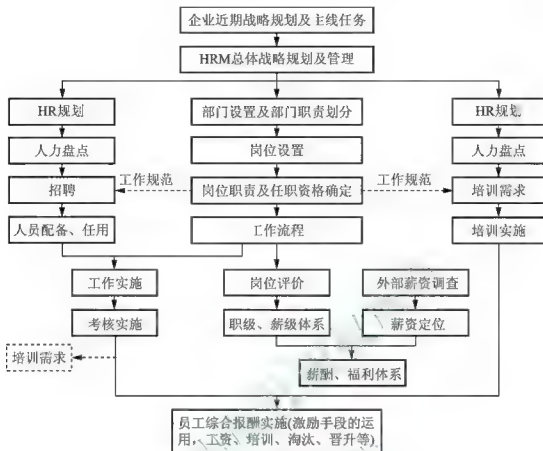 企业近期战略规划及主线任务
HRM总体战略规划及管理
HR规划
部门设置及部门职责划分
HR规划
人力盘点
岗位设置
人力盘点
招聘
工作规范
岗位职责及任职资格确定
工作规范
培训需求
人员配备、任用
工作流程
培训实施
工作实施
岗位评价
外部薪资调查
考核实施
职级、薪级体系
薪资定位
培训需求
薪酬、福利体系
员工综合报酬实施(激励手段的运
用，工资、培训、淘汰、晋升等)